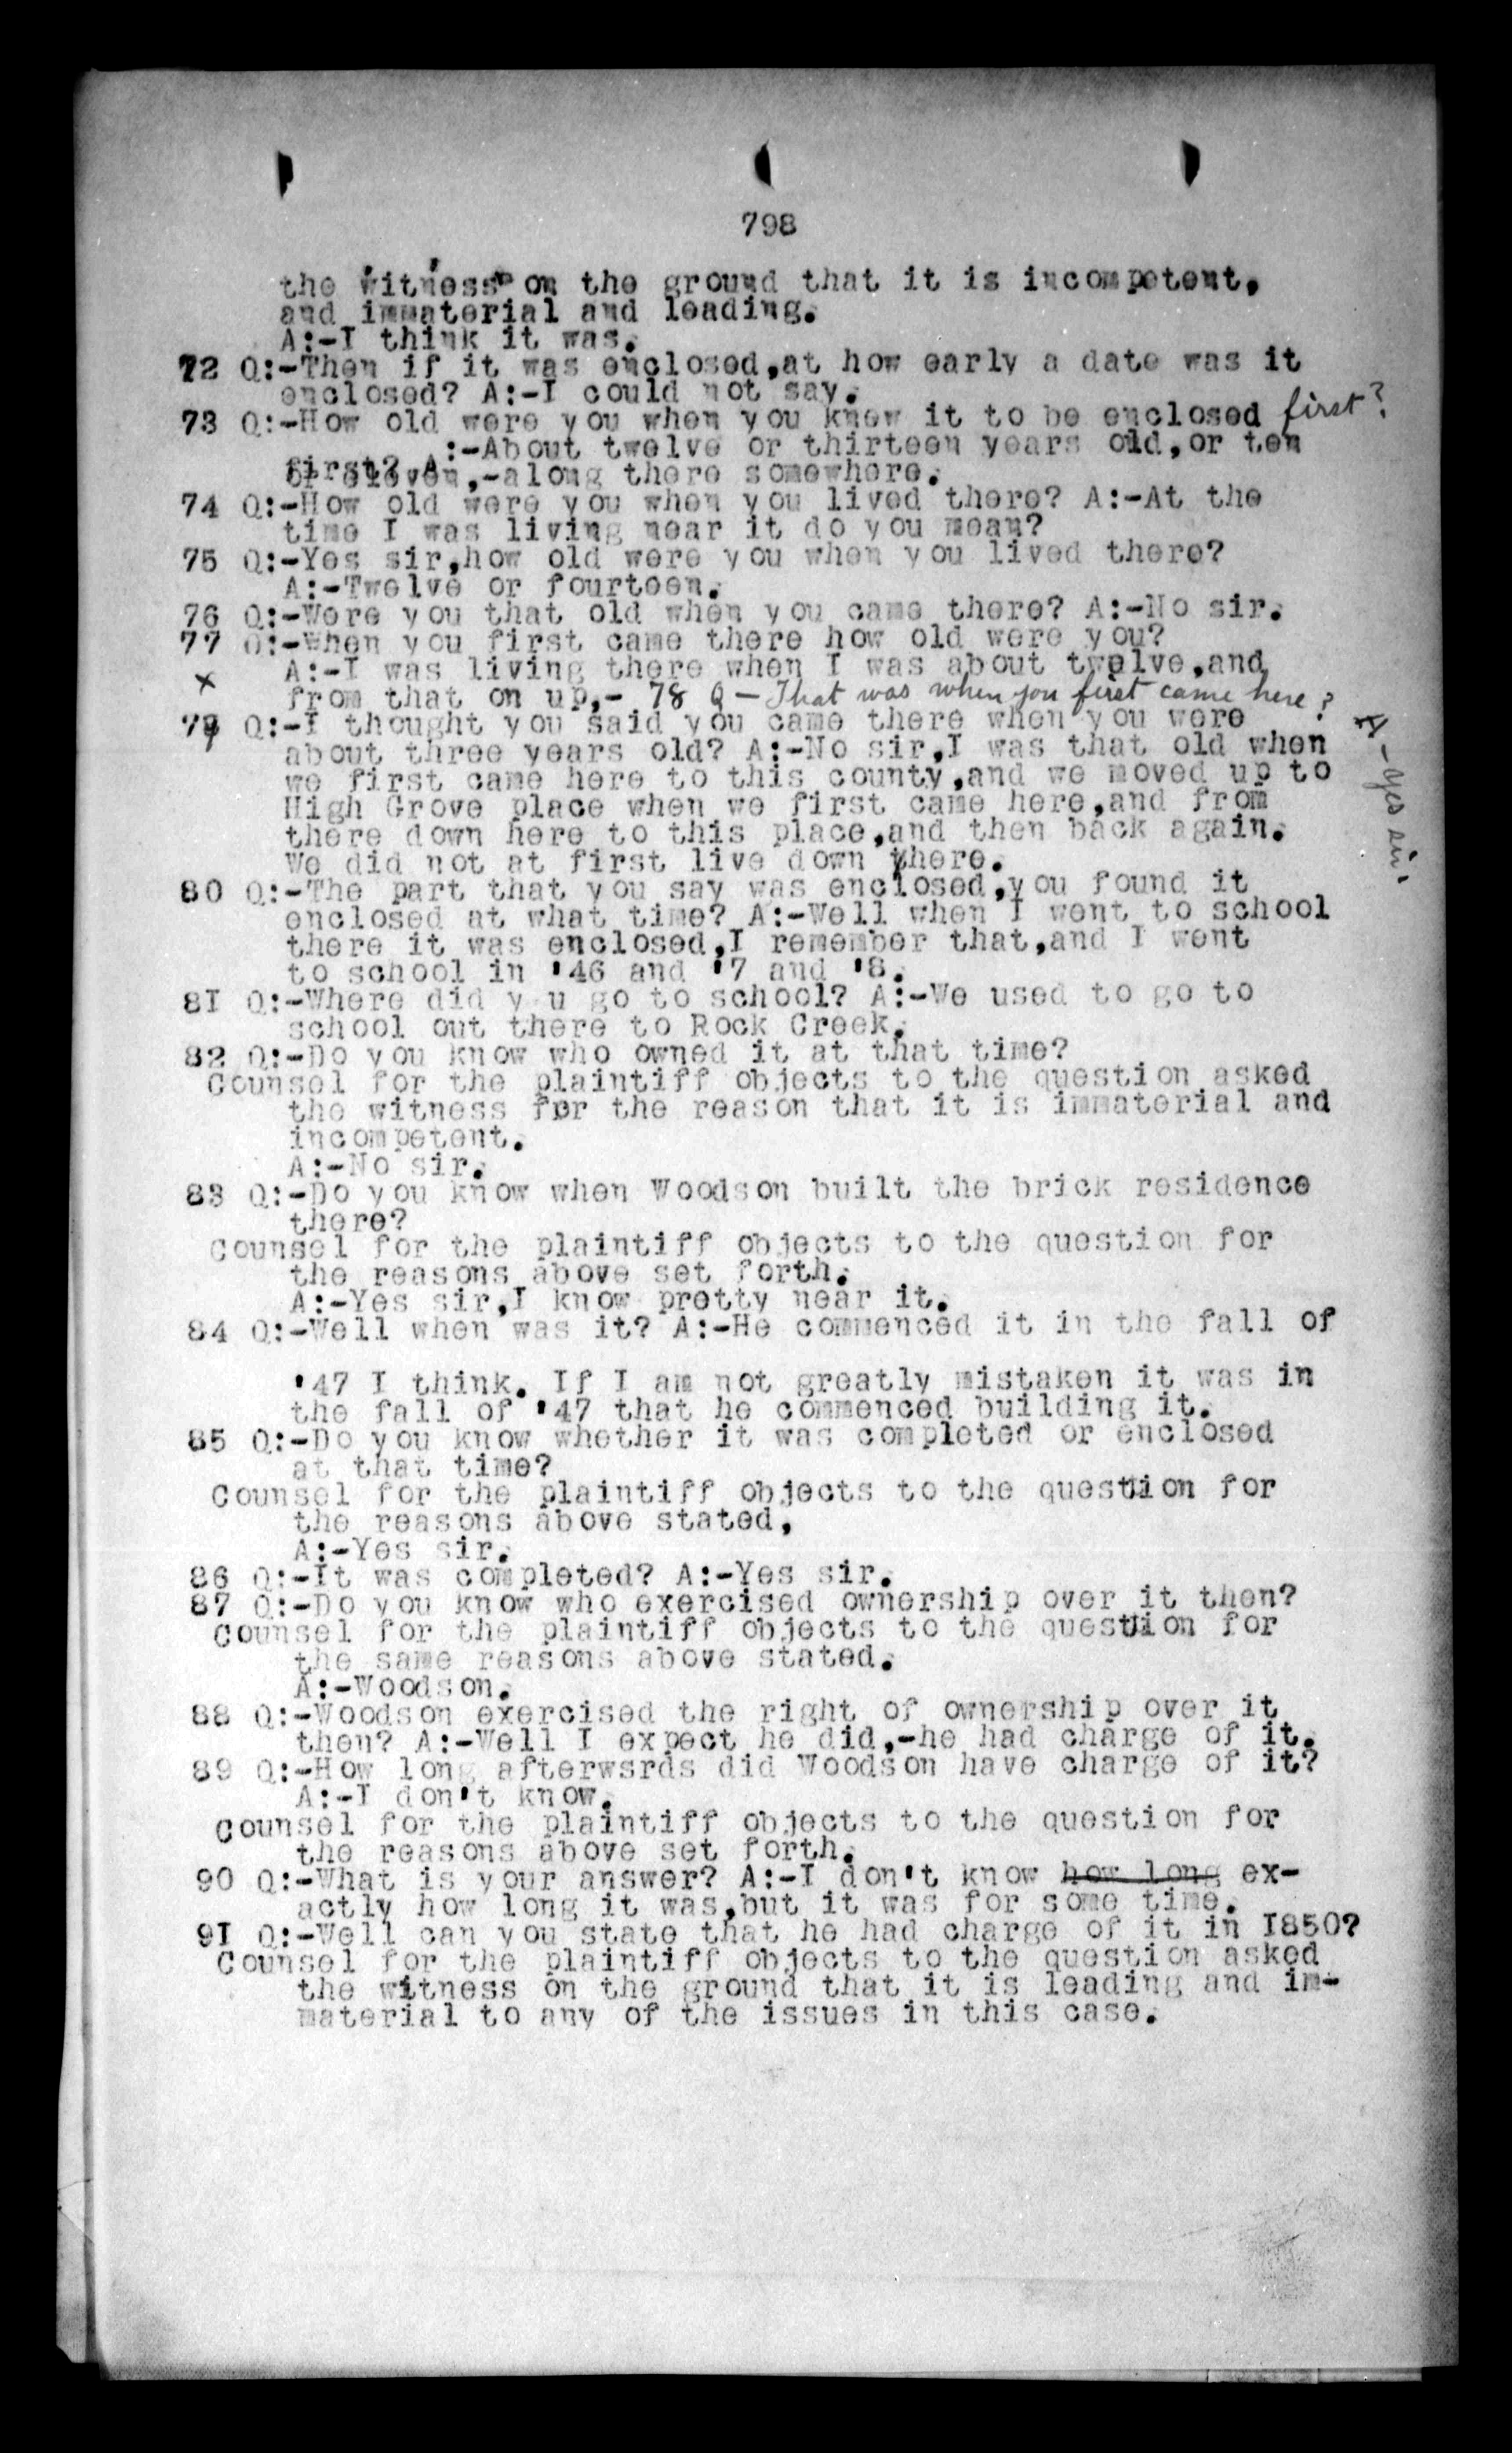 798
the witness on the ground that it is incompetent,
and immaterial and leading.
A:-I think it was.
72 Q:-Then if it was enclosed,at how early a date was it
enclosed? A:-I could not say.
73 Q:-How old were you when you knew it to be enclosed first?
first? A:-About twelve or thirteen years old,or ten
or eleven,-along there somewhere.
74 Q:-How old were you when you lived there? A:-At the
time I was living near it do you mean?
75 Q:-Yes sir,how old were you when you lived there?
A:-Twelve or fourteen.
76 Q:-Were you that old when you came there? A:-No sir.
77 Q:-When you first came there how old were you?
A:-I was living there when I was about twelve,and
x from that on up,- 78 Q - That was when you first came here?
A - Yes sir.
79 Q:-I thought you said you came there when you were
about three years old? A:-No sir,I was that old when
we first came here to this county,and we moved up to
High Grove place when we first came here,and from
there down here to this place,and then back again.
We did not at first live down there.
80 Q:-The part that you say was enclosed,you found it
enclosed at what time? A:-Well when I went to school
there it was enclosed,I remember that,and I went
to school in '46 and '7 and '8.
8I Q:-Where did y u go to school? A:-We used to go to
school out there to Rock Creek.
82 Q:-Do you know who owned it at that time?
Counsel for the plaintiff objects to the question asked
the witness for the reason that it is immaterial and
incompetent.
A:-No sir.
83 Q:-Do you know when Woodson built the brick residence
there?
Counsel for the plaintiff objects to the question for
the reasons above set forth.
A:-Yes sir,I know pretty near it.
84 Q:-Well when was it? A:-He commenced it in the fall of
'47 I think. If I am not greatly mistaken it was in
the fall of '47 that he commenced building it.
85 Q:-Do you know whether it was completed or enclosed
at that time?
Counsel for the plaintiff objects to the question for
the reasons above stated,
A:-Yes sir.
86 Q:-It was completed? A:-Yes sir.
87 Q:-Do you know who exercised ownership over it then?
Counsel for the plaintiff objects to the question for
the same reasons above stated.
A:-Woodson.
88 Q:-Woodson exercised the right of ownership over it
then? A:-Well I expect he did,-he had charge of it.
89 Q:-How long afterwsrds did Woodson have charge of it?
A:-I don't know.
Counsel for the plaintiff objects to the question for
the reasons above set forth.
90 Q:-What is your answer? A:-I don't know how long ex-
actly how long it was,but it was for some time.
9I Q:-Well can you state that he had charge of it in I850?
Counsel for the plaintiff objects to the question asked
the witness on the ground that it is leading and im-
material to any of the issues in this case.